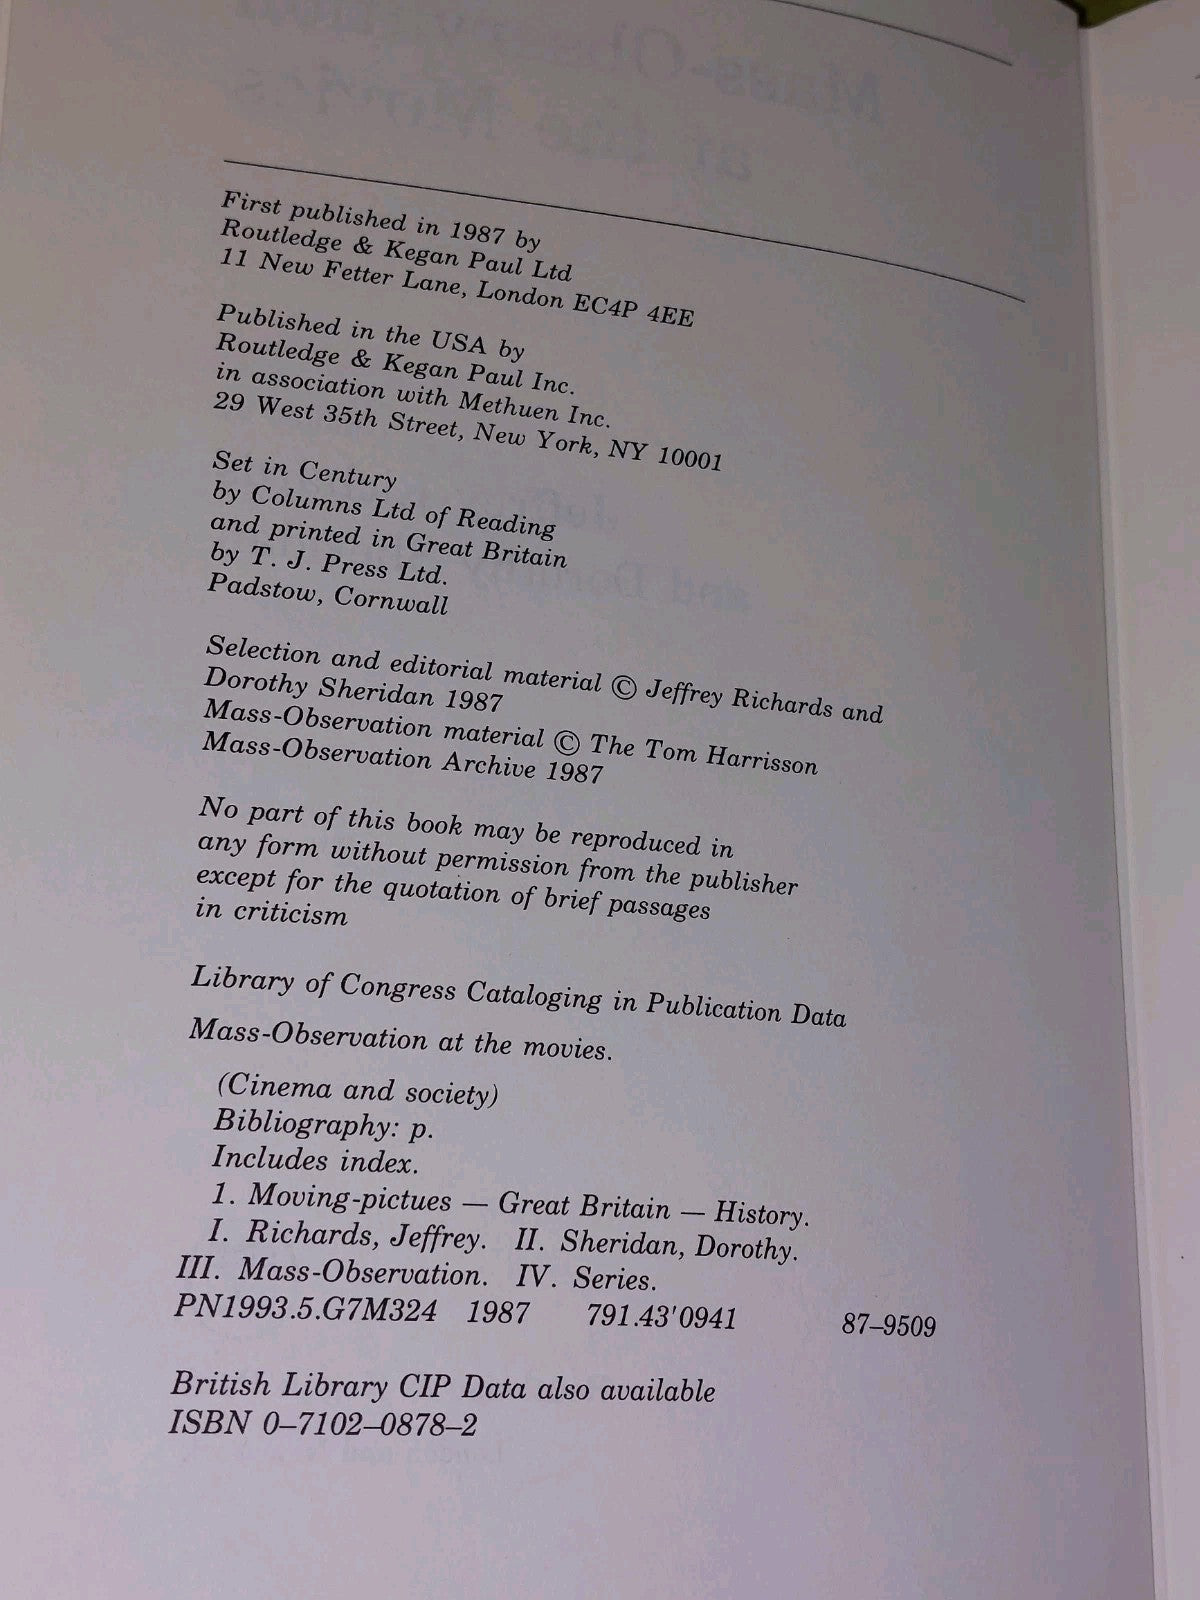 First published in 1987 by
Routledge & Kegan Paul Ltd
11 New Fetter Lane, London EC4P 4EE
Published in the USA by
Routledge & Kegan Paul Inc.
in association with Methuen Inc.
29 West 35th Street, New York, NY 10001
Set in Century
by Columns Ltd of Reading
and printed in Great Britain
by T. J. Press Ltd.
Padstow, Cornwall
Selection and editorial material © Jeffrey Richards and
Dorothy Sheridan 1987
Mass-Observation material © The Tom Harrisson
Mass-Observation Archive 1987
No part of this book may be reproduced in
any form without permission from the publisher
except for the quotation of brief passages
in criticism
Library of Congress Cataloging in Publication Data
Mass-Observation at the movies.
(Cinema and society)
Bibliography: p.
Includes index.
1. Moving-pictues — Great Britain — History.
I. Richards, Jeffrey. II. Sheridan, Dorothy.
III. Mass-Observation. IV. Series.
PN1993.5.G7M324 1987 791.43'0941 87–9509
British Library CIP Data also available
ISBN 0–7102–0878–2